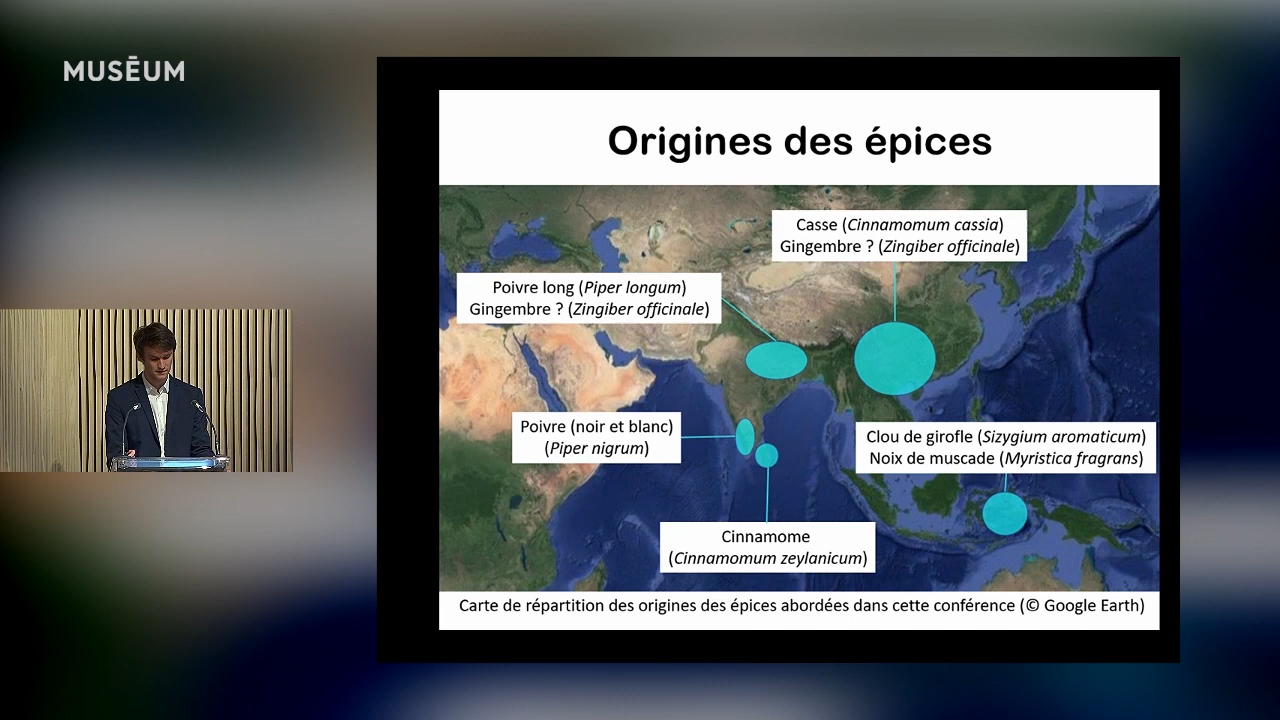 MUSĒUM
Origines des épices
Casse (Cinnamomum cassia)
Gingembre ? (Zingiber officinale)
Poivre long (Piper longum)
Gingembre ? (Zingiber officinale)
Poivre (noir et blanc)
(Piper nigrum)
Clou de girofle (Sizygium aromaticum)
Noix de muscade (Myristica fragrans)
Cinnamome
(Cinnamomum zeylanicum)
Carte de répartition des origines des épices abordées dans cette conférence (© Google Earth)